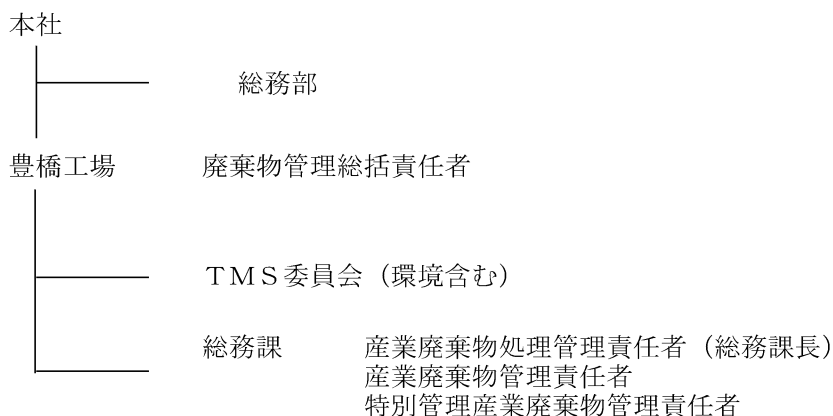 本社
総務部
豊橋工場 廃棄物管理総括責任者
TMS委員会（環境含む）
総務課 産業廃棄物処理管理責任者（総務課長）
産業廃棄物管理責任者
特別管理産業廃棄物管理責任者